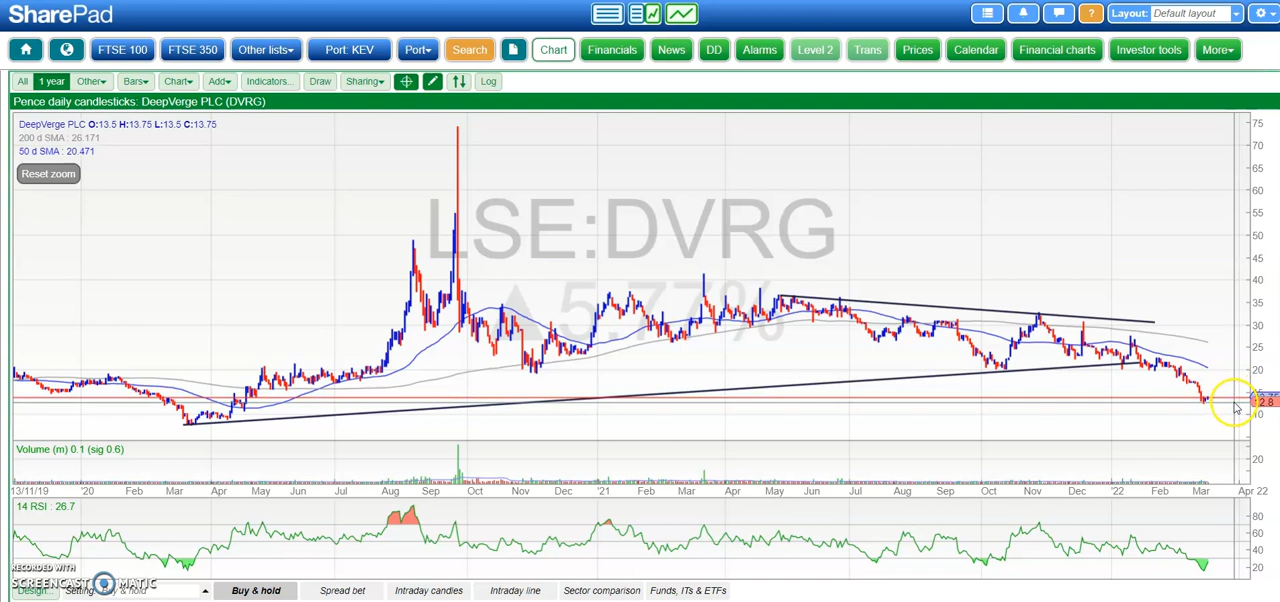 SharePad
Layout: Default layout
FTSE 100 FTSE 350 Other lists Port: KEV Port Search Chart Financials News DD Alarms Level 2 Trans Prices Calendar Financial charts Investor tools More
All 1 year Other Bars Chart Add Indicators... Draw Sharing Log
Pence daily candlesticks: DeepVerge PLC (DVRG)
DeepVerge PLC O:13.5 H:13.75 L:13.5 C:13.75
200 d SMA : 26.171
50 d SMA : 20.471
Reset zoom
LSE:DVRG
▲ 5.77%
75
70
65
60
55
50
45
40
35
30
25
20
10
Volume (m) 0.1 (sig 0.6)
20
13/11/19 '20 Feb Mar Apr May Jun Jul Aug Sep Oct Nov Dec '21 Feb Mar Apr May Jun Jul Aug Sep Oct Nov Dec '22 Feb Mar Apr 22
14 RSI : 26.7
80
60
40
20
RECORDED WITH
SCREENCAST MATIC
Design... Setting: Buy & hold Buy & hold Spread bet Intraday candles Intraday line Sector comparison Funds, ITs & ETFs